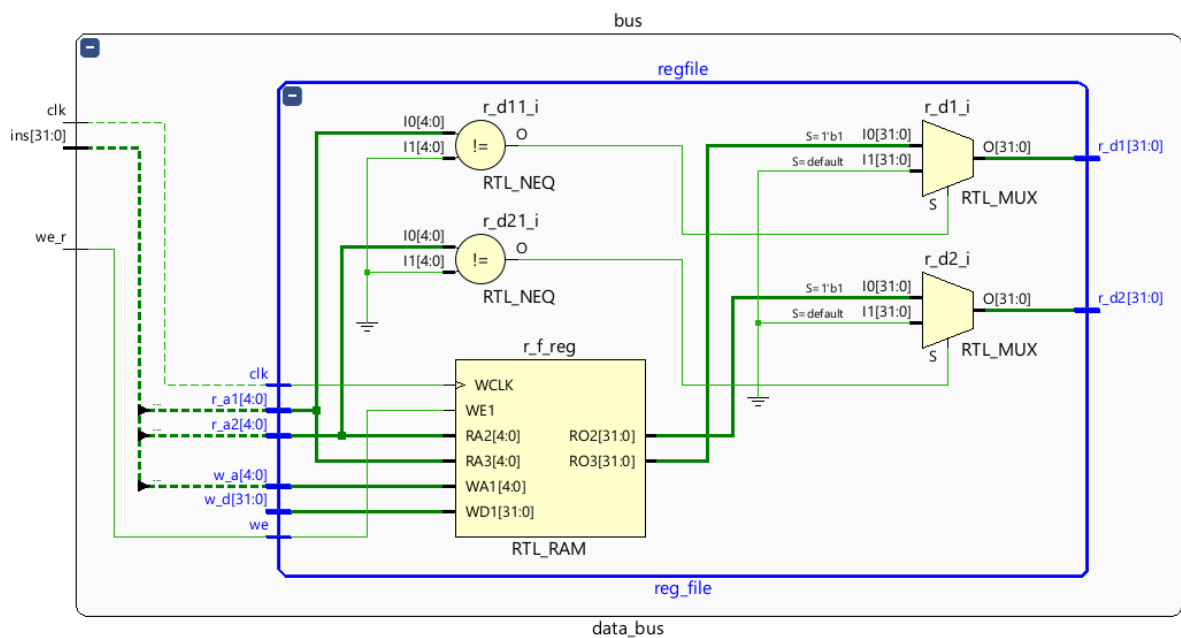 bus
regfile
clk
ins[31:0]
we_r
r_d11_i
I0[4:0]
I1[4:0]
O
!=
RTL_NEQ
r_d21_i
I0[4:0]
I1[4:0]
O
!=
RTL_NEQ
r_d1_i
S=1'b1
I0[31:0]
S=default
I1[31:0]
O[31:0]
S
RTL_MUX
r_d1[31:0]
r_d2_i
S=1'b1
I0[31:0]
S=default
I1[31:0]
O[31:0]
S
RTL_MUX
r_d2[31:0]
r_f_reg
clk
WCLK
...
r_a1[4:0]
WE1
...
r_a2[4:0]
RA2[4:0]
RO2[31:0]
RA3[4:0]
RO3[31:0]
...
w_a[4:0]
WA1[4:0]
w_d[31:0]
WD1[31:0]
we
RTL_RAM
reg_file
data_bus